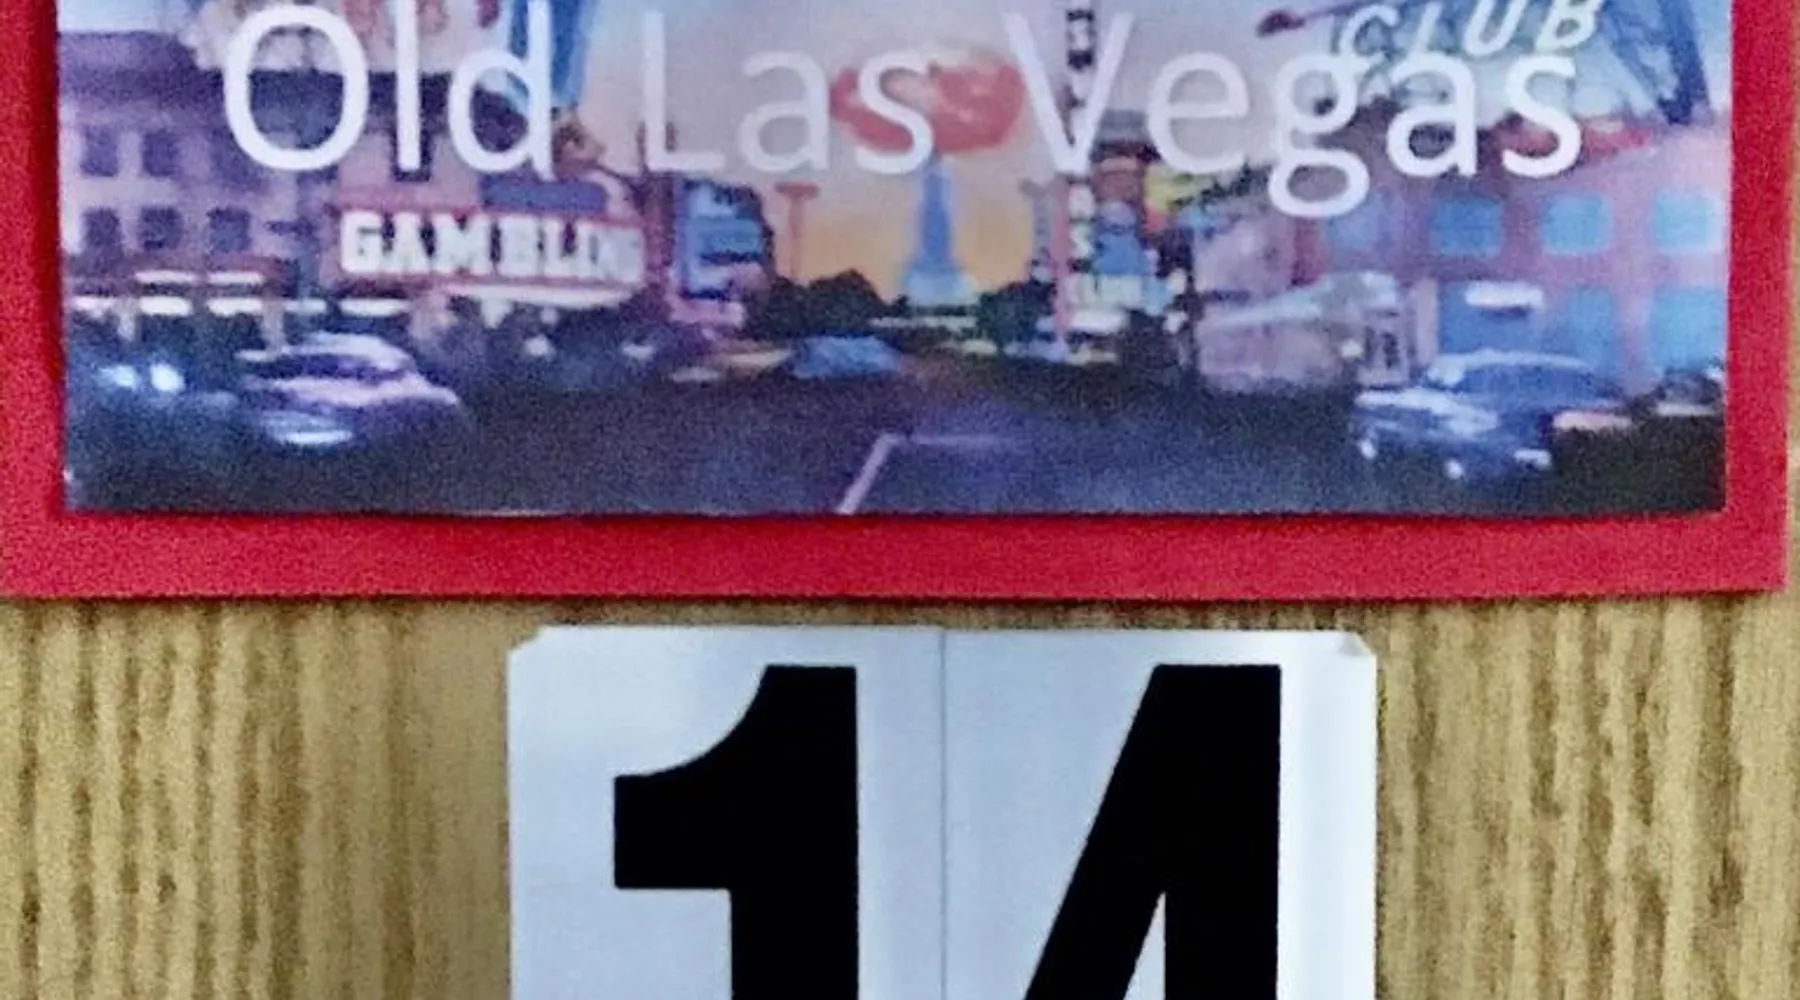 CLUB
Old Las Vegas
GAMBLING
14